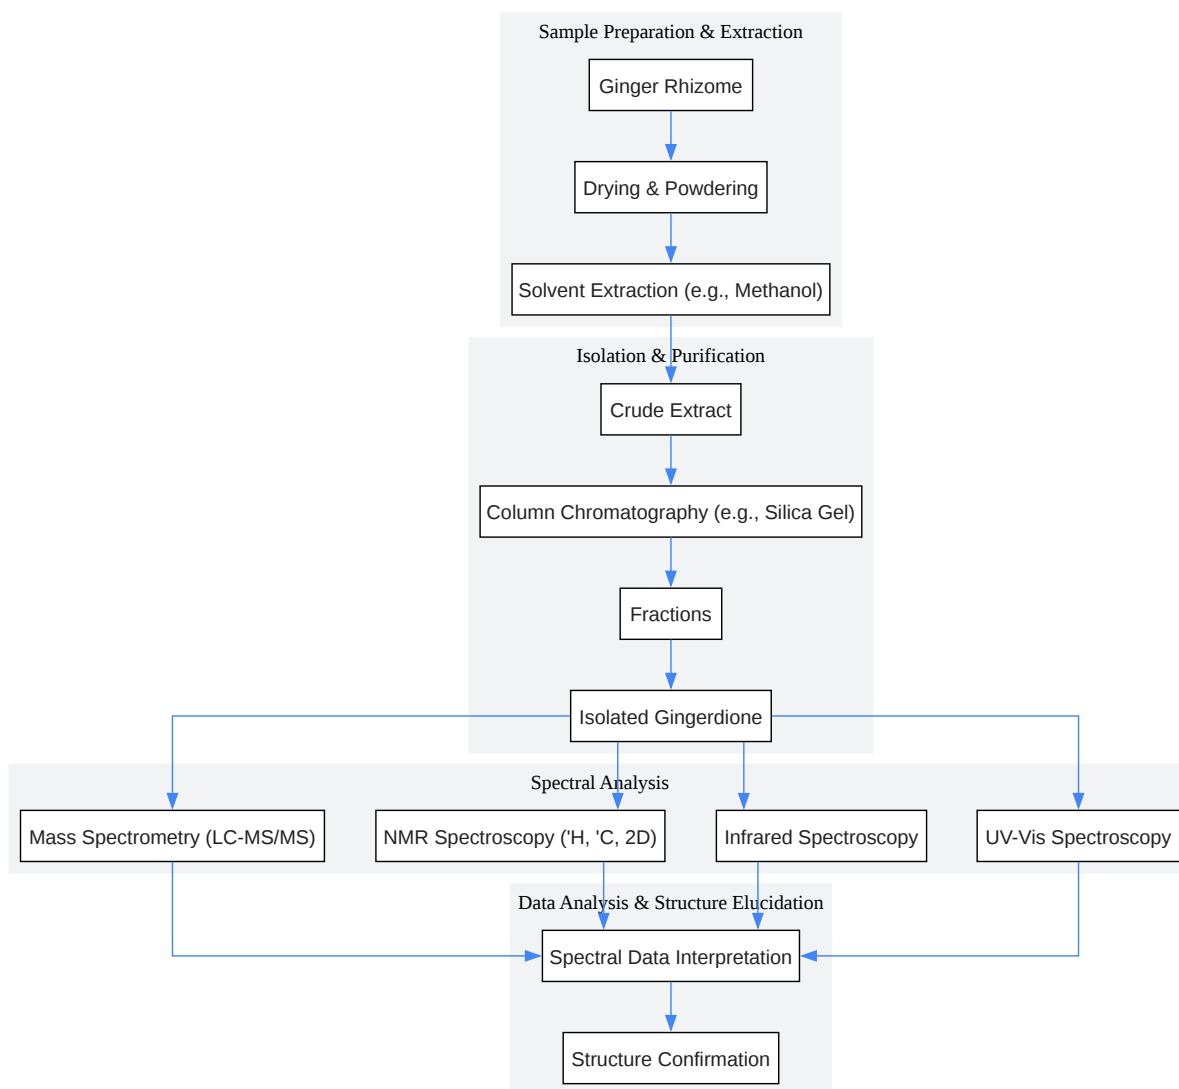 Sample Preparation & Extraction
Ginger Rhizome
Drying & Powdering
Solvent Extraction (e.g., Methanol)
Isolation & Purification
Crude Extract
Column Chromatography (e.g., Silica Gel)
Fractions
Isolated Gingerdione
Spectral Analysis
Mass Spectrometry (LC-MS/MS)
NMR Spectroscopy ('H, 'C, 2D)
Infrared Spectroscopy
UV-Vis Spectroscopy
Data Analysis & Structure Elucidation
Spectral Data Interpretation
Structure Confirmation